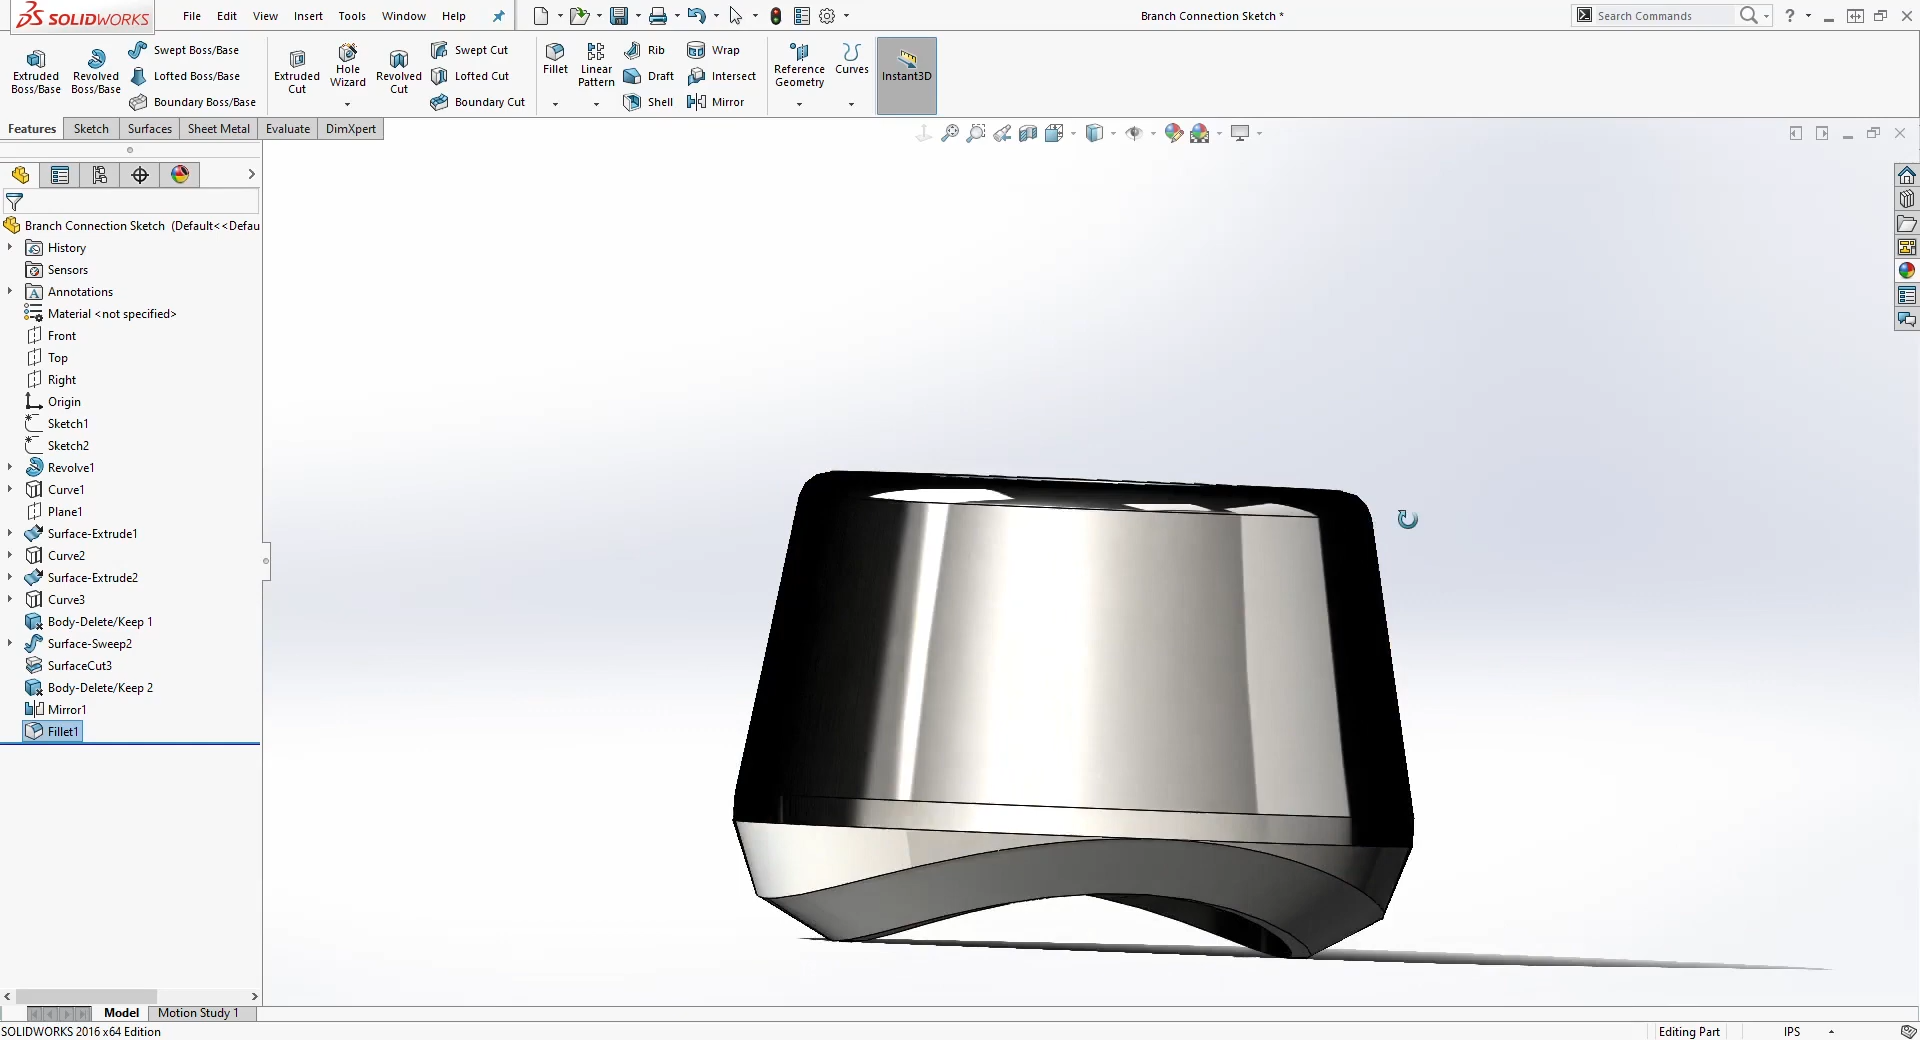 SOLIDWORKS File Edit View Insert Tools Window Help Branch Connection Sketch * Search Commands
Extruded Boss/Base
Revolved Boss/Base
Swept Boss/Base
Lofted Boss/Base
Boundary Boss/Base
Extruded Cut
Hole Wizard
Revolved Cut
Swept Cut
Lofted Cut
Boundary Cut
Fillet
Linear Pattern
Rib
Draft
Shell
Wrap
Intersect
Mirror
Reference Geometry
Curves
Instant3D
Features Sketch Surfaces Sheet Metal Evaluate DimXpert
Branch Connection Sketch (Default<<Defau
History
Sensors
Annotations
Material <not specified>
Front
Top
Right
Origin
Sketch1
Sketch2
Revolve1
Curve1
Plane1
Surface-Extrude1
Curve2
Surface-Extrude2
Curve3
Body-Delete/Keep 1
Surface-Sweep2
SurfaceCut3
Body-Delete/Keep 2
Mirror1
Fillet1
Model Motion Study 1
SOLIDWORKS 2016 x64 Edition Editing Part IPS